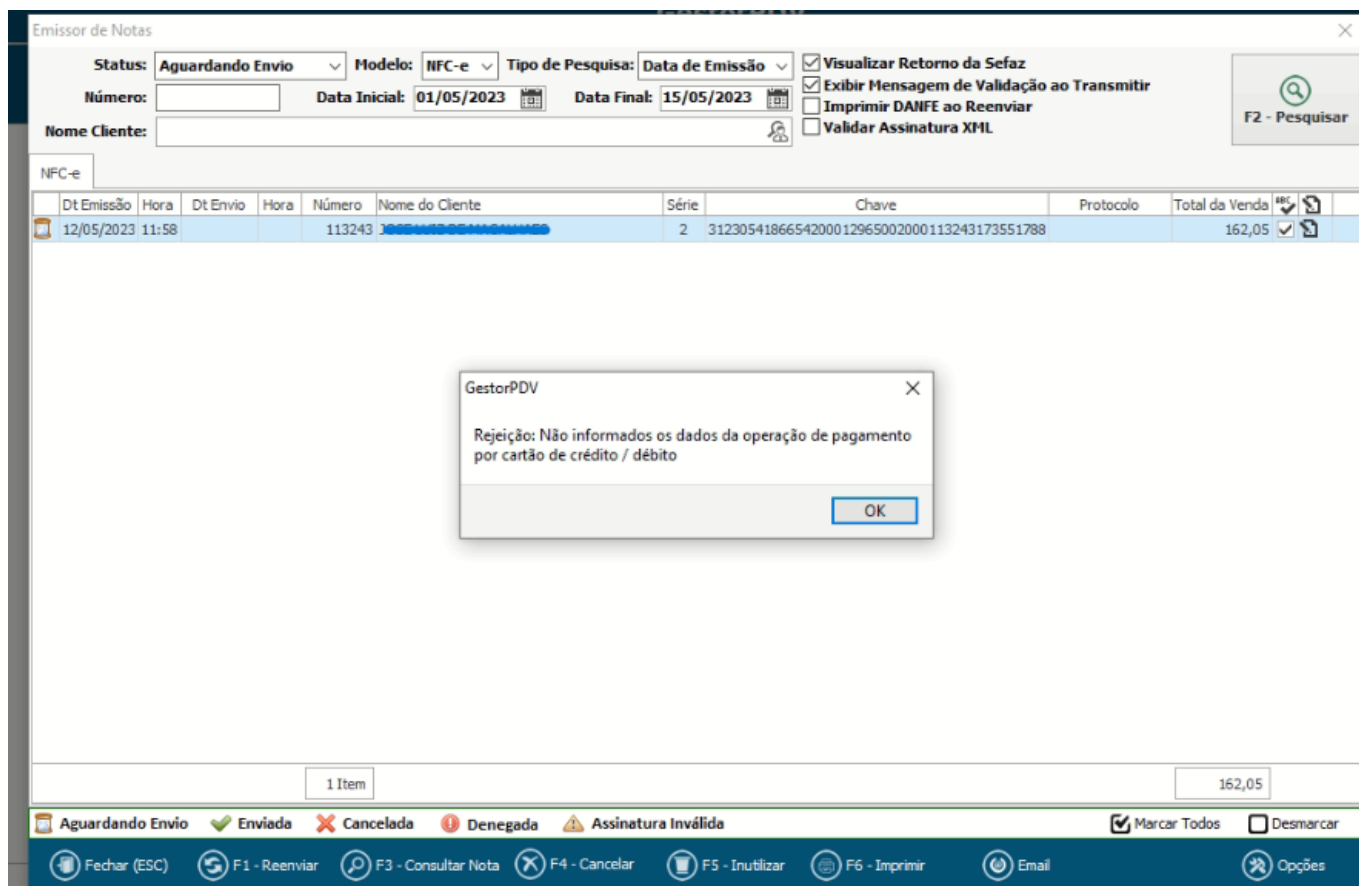 Emissor de Notas
Status: Aguardando Envio Modelo: NFC-e Tipo de Pesquisa: Data de Emissão
Visualizar Retorno da Sefaz
Exibir Mensagem de Validação ao Transmitir
Número: Data Inicial: 01/05/2023 Data Final: 15/05/2023
Imprimir DANFE ao Reenviar
Nome Cliente:
Validar Assinatura XML
F2 - Pesquisar
NFC-e
Dt Emissão Hora Dt Envio Hora Número Nome do Cliente Série Chave Protocolo Total da Venda
12/05/2023 11:58 113243 2 31230541866542000129650020001132431735517​88 162,05
GestorPDV
Rejeição: Não informados os dados da operação de pagamento
por cartão de crédito / débito
OK
1 Item 162,05
Aguardando Envio Enviada Cancelada Denegada Assinatura Inválida Marcar Todos Desmarcar
Fechar (ESC) F1 - Reenviar F3 - Consultar Nota F4 - Cancelar F5 - Inutilizar F6 - Imprimir Email Opções